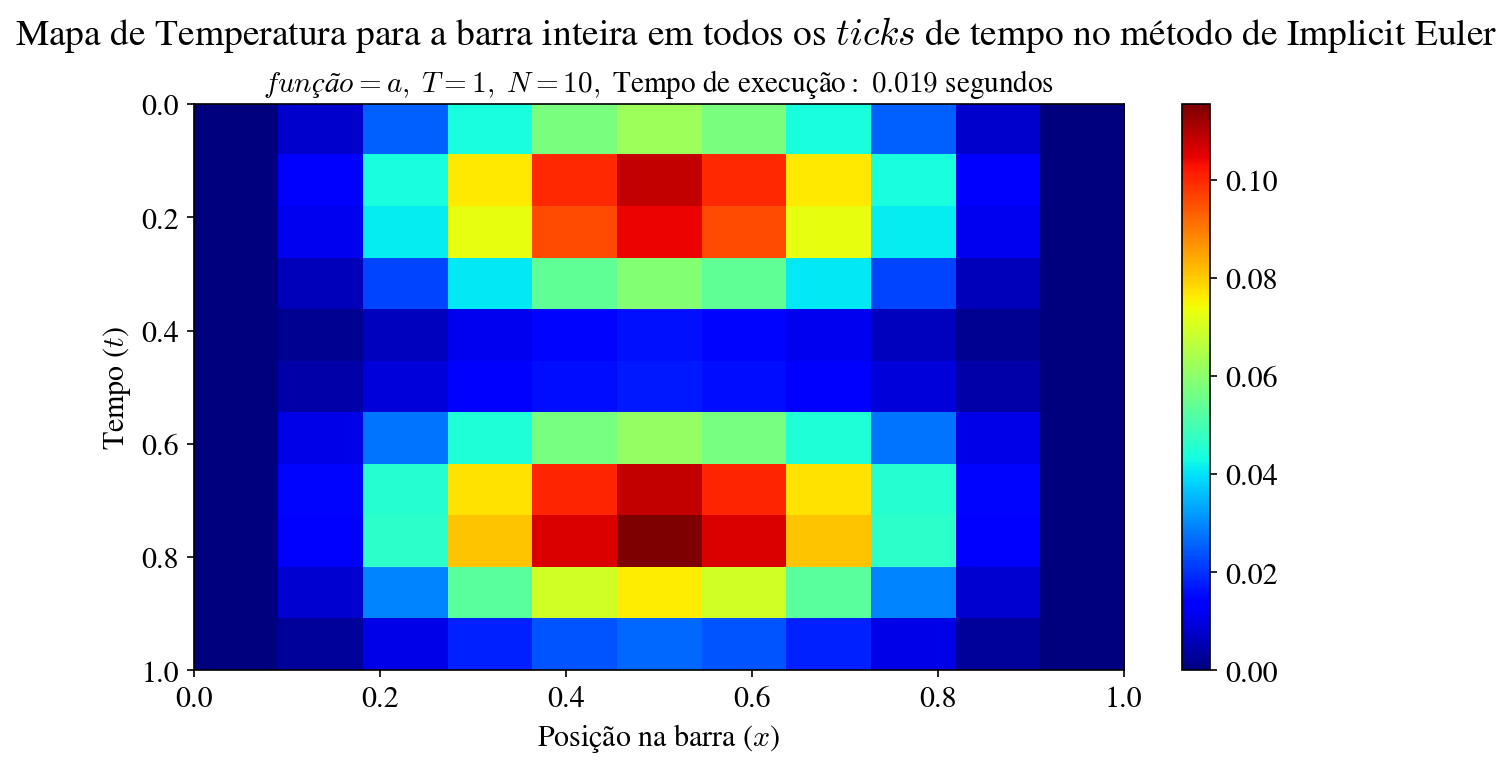 Mapa de Temperatura para a barra inteira em todos os ticks de tempo no método de Implicit Euler
função = a, T = 1, N = 10, Tempo de execução : 0.019 segundos
0.0
0.2
0.4
0.6
0.8
1.0
Tempo (t)
0.0 0.2 0.4 0.6 0.8 1.0
Posição na barra (x)
0.10
0.08
0.06
0.04
0.02
0.00